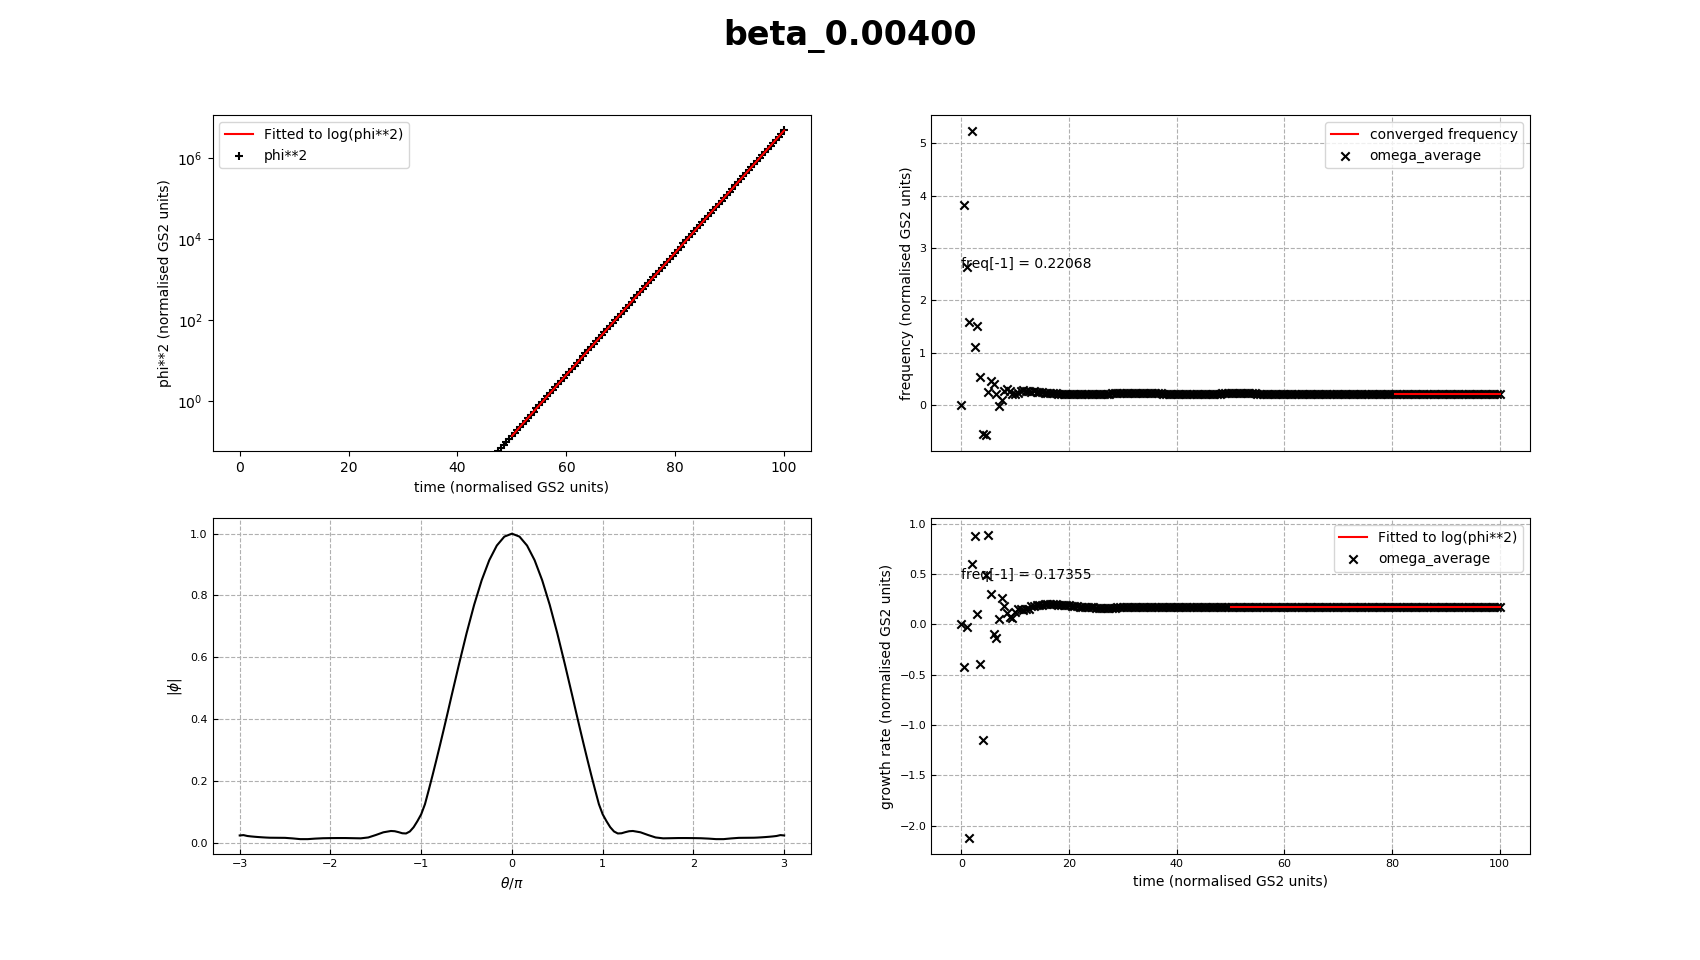 beta_0.00400
Fitted to log(phi**2)
phi**2
10^6
10^4
10^2
10^0
phi**2 (normalised GS2 units)
0 20 40 60 80 100
time (normalised GS2 units)
converged frequency
omega_average
freq[-1] = 0.22068
5
4
3
2
1
0
frequency (normalised GS2 units)
1.0
0.8
0.6
0.4
0.2
0.0
|ϕ|
−3 −2 −1 0 1 2 3
θ/π
Fitted to log(phi**2)
omega_average
freq[-1] = 0.17355
1.0
0.5
0.0
−0.5
−1.0
−1.5
−2.0
growth rate (normalised GS2 units)
0 20 40 60 80 100
time (normalised GS2 units)